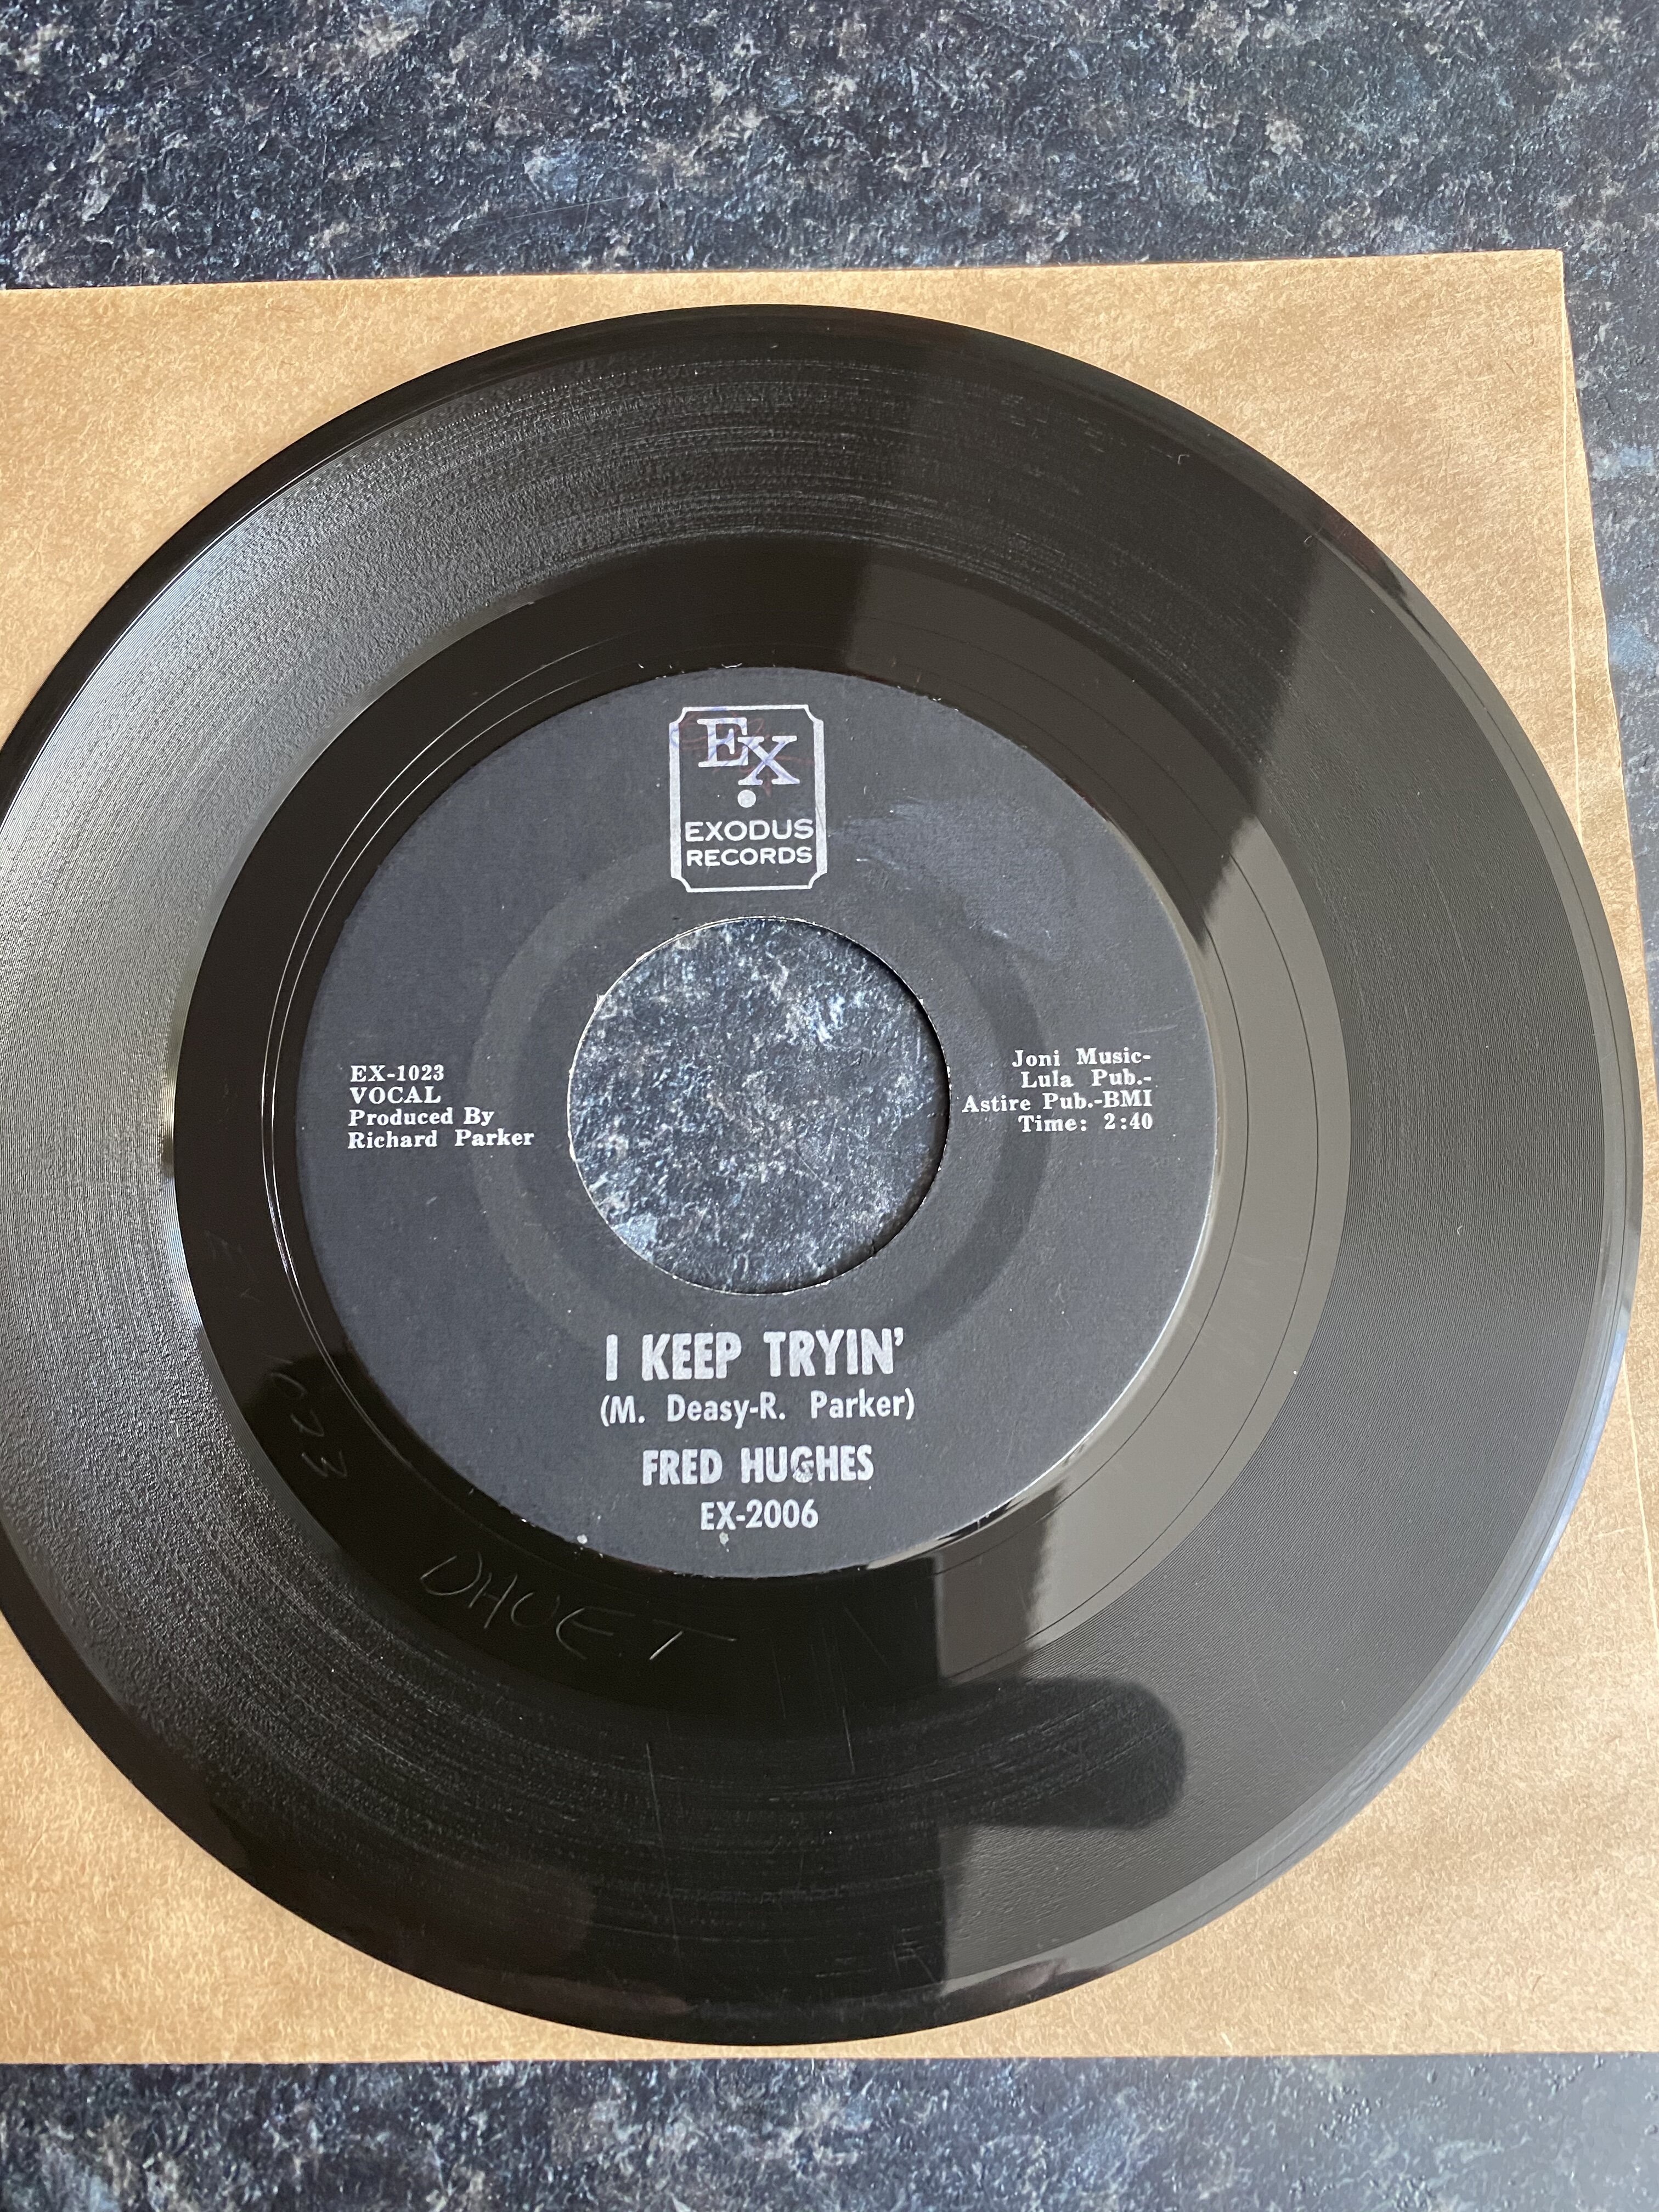 EX
EXODUS
RECORDS
EX-1023
VOCAL
Produced By
Richard Parker
Joni Music-
Lula Pub.-
Astire Pub.-BMI
Time: 2:40
I KEEP TRYIN'
(M. Deasy-R. Parker)
FRED HUGHES
EX-2006
023